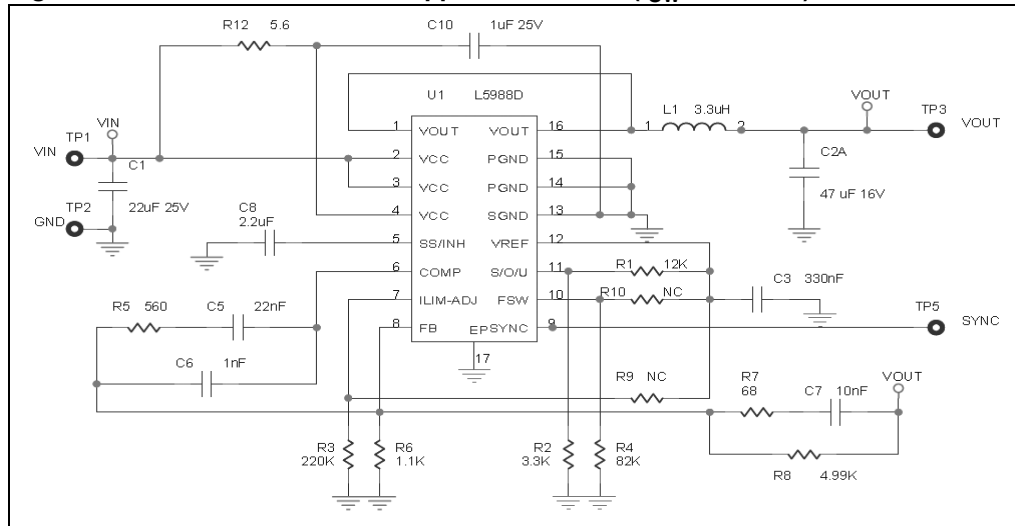 R12 5.6
C10 1uF 25V
U1 L5988D
VIN
TP1
VIN
C1
22uF 25V
TP2
GND
C8
2.2uF
1 VOUT VOUT 16
2 VCC PGND 15
3 VCC PGND 14
4 VCC SGND 13
5 SS/INH VREF 12
6 COMP S/O/U 11
7 ILIM-ADJ FSW 10
8 FB EP SYNC 9
17
1 L1 3.3uH 2
VOUT
TP3 VOUT
C2A
47 uF 16V
R1 12K
R10 NC
C3 330nF
TP5
SYNC
R5 560
C5 22nF
C6 1nF
R9 NC
R7
68
C7 10nF
VOUT
R3
220K
R6
1.1K
R2
3.3K
R4
82K
R8 4.99K